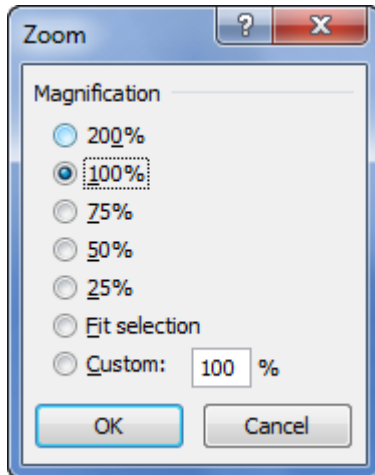 Zoom ?
Magnification
200%
100%
75%
50%
25%
Fit selection
Custom: 100 %
OK Cancel